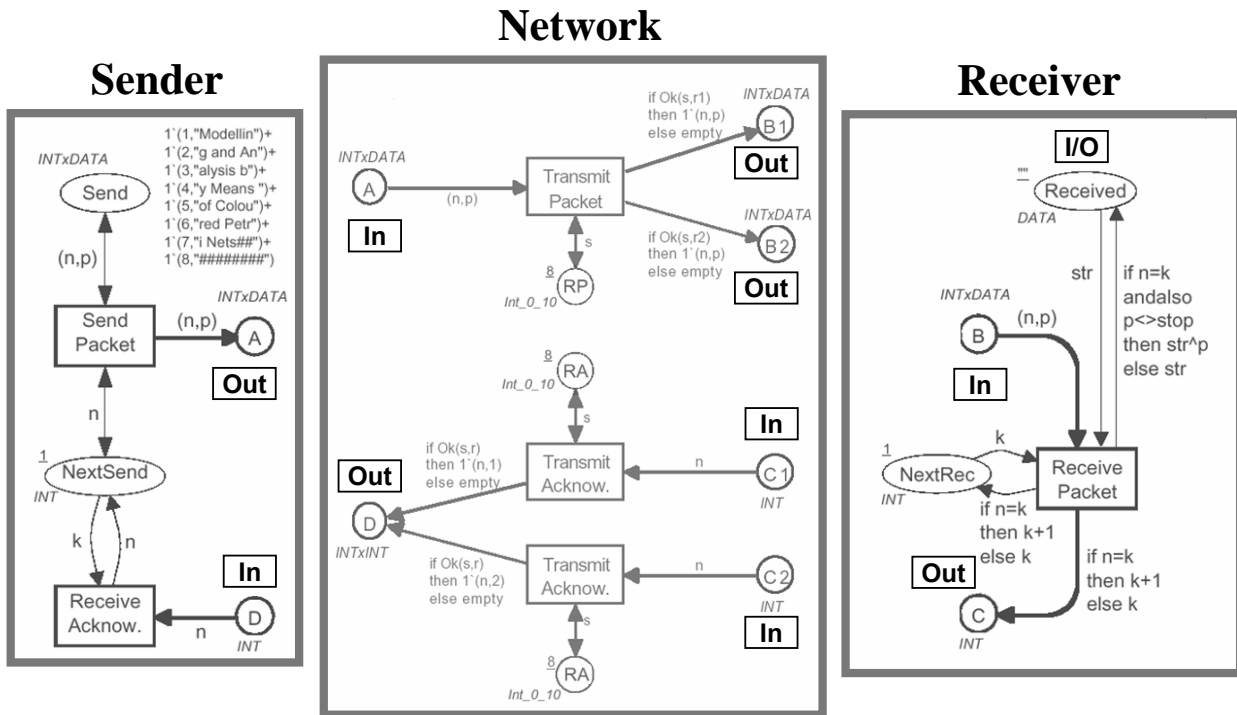 Network
Sender
Receiver
1`(1,"Modellin")+
1`(2,"g and An")+
1`(3,"alysis b")+
1`(4,"y Means ")+
1`(5,"of Colou")+
1`(6,"red Petr")+
1`(7,"i Nets##")+
1`(8,"########")
INTxDATA
Send
(n,p)
Send
Packet
(n,p)
INTxDATA
A
Out
n
1
NextSend
INT
k
n
In
Receive
Acknow.
n
D
INT
INTxDATA
A
In
(n,p)
Transmit
Packet
if Ok(s,r1)
then 1`(n,p)
else empty
INTxDATA
B1
Out
if Ok(s,r2)
then 1`(n,p)
else empty
INTxDATA
B2
Out
s
8
RP
Int_0_10
8
RA
Int_0_10
s
In
if Ok(s,r)
then 1`(n,1)
else empty
Transmit
Acknow.
n
C1
INT
Out
D
INTxINT
if Ok(s,r)
then 1`(n,2)
else empty
Transmit
Acknow.
n
C2
INT
In
s
8
RA
Int_0_10
I/O
""
Received
DATA
str
if n=k
andalso
p<>stop
then str^p
else str
INTxDATA
B
(n,p)
In
1
NextRec
INT
k
Receive
Packet
if n=k
then k+1
else k
Out
if n=k
then k+1
else k
C
INT